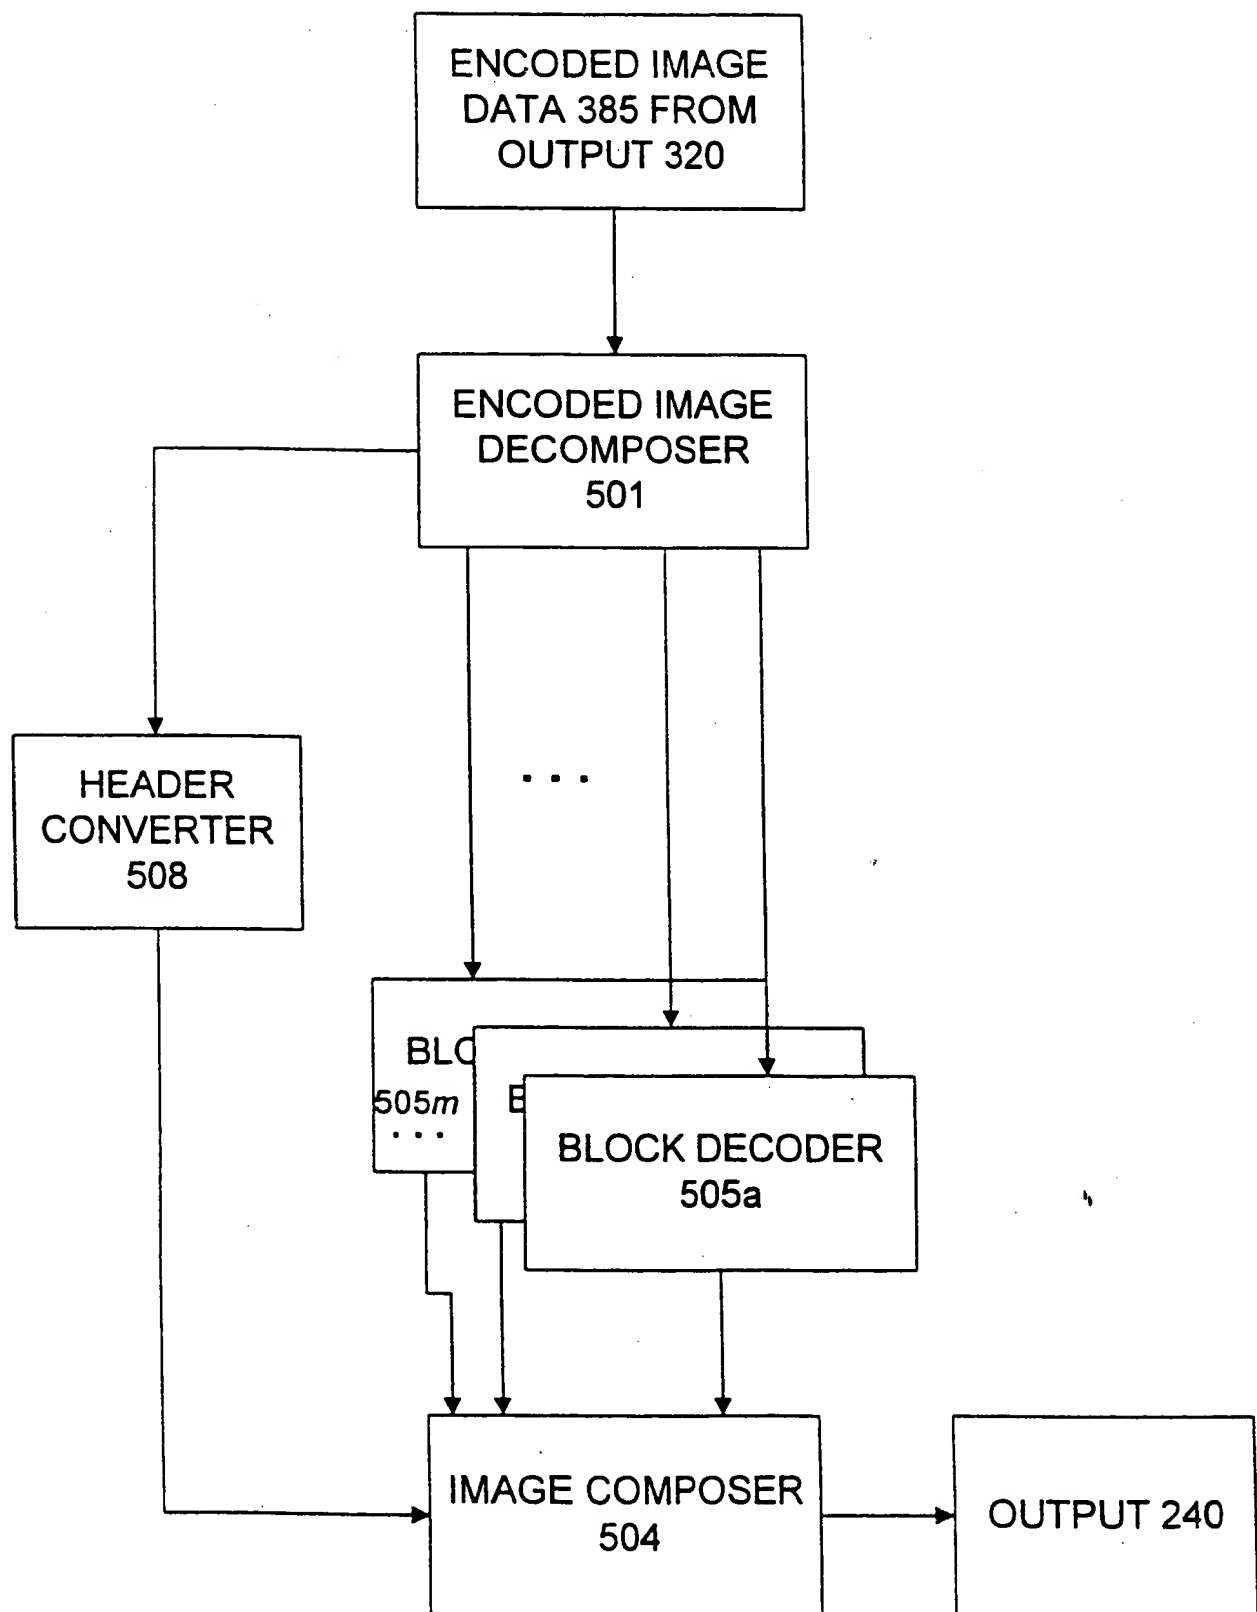 ENCODED IMAGE
DATA 385 FROM
OUTPUT 320
ENCODED IMAGE
DECOMPOSER
501
HEADER
CONVERTER
508
. . .
BLO
505m
. . .
B
BLOCK DECODER
505a
IMAGE COMPOSER
504
OUTPUT 240